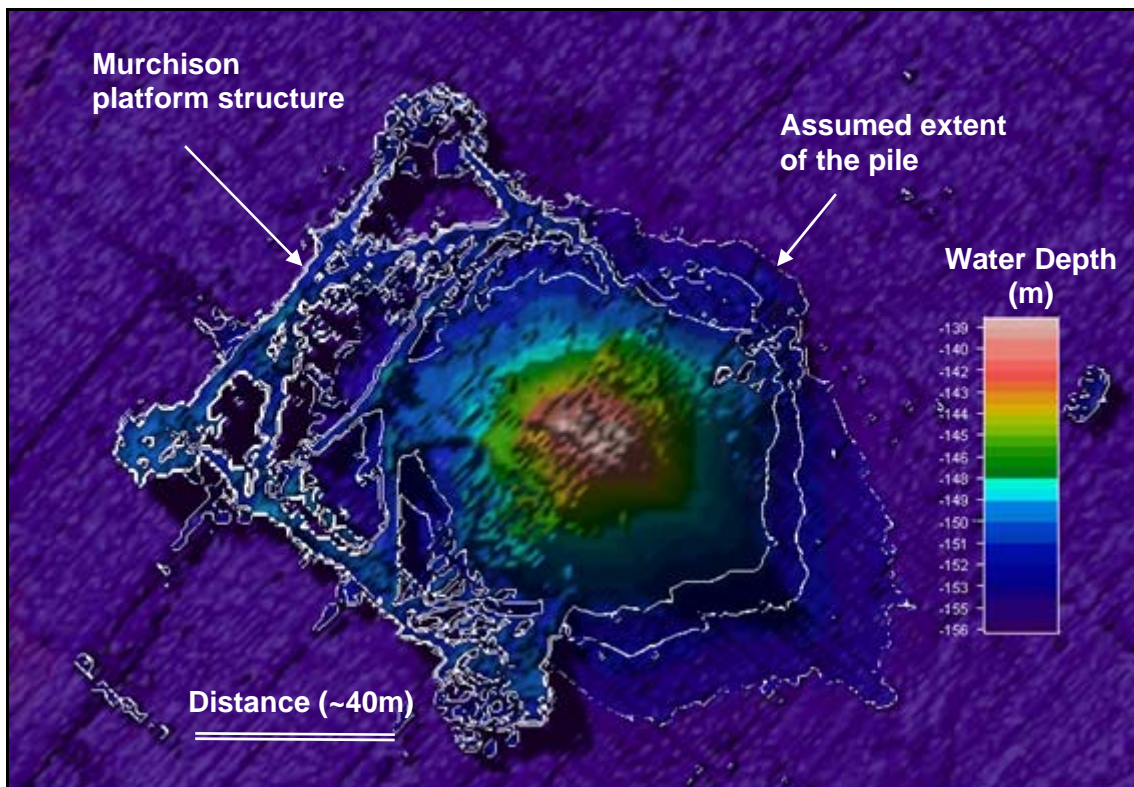 Murchison
platform structure
Assumed extent
of the pile
Water Depth
(m)
-139
-140
-142
-143
-144
-145
-146
-148
-149
-150
-151
-152
-153
-155
-156
Distance (~40m)